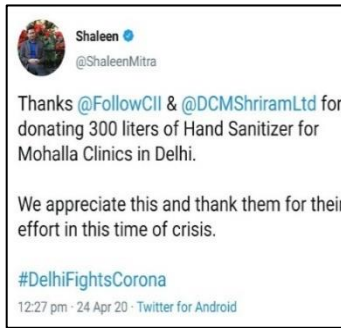 Shaleen
@ShaleenMitra
Thanks @FollowCII & @DCMShriramLtd for
donating 300 liters of Hand Sanitizer for
Mohalla Clinics in Delhi.
We appreciate this and thank them for their
effort in this time of crisis.
#DelhiFightsCorona
12:27 pm · 24 Apr 20 · Twitter for Android